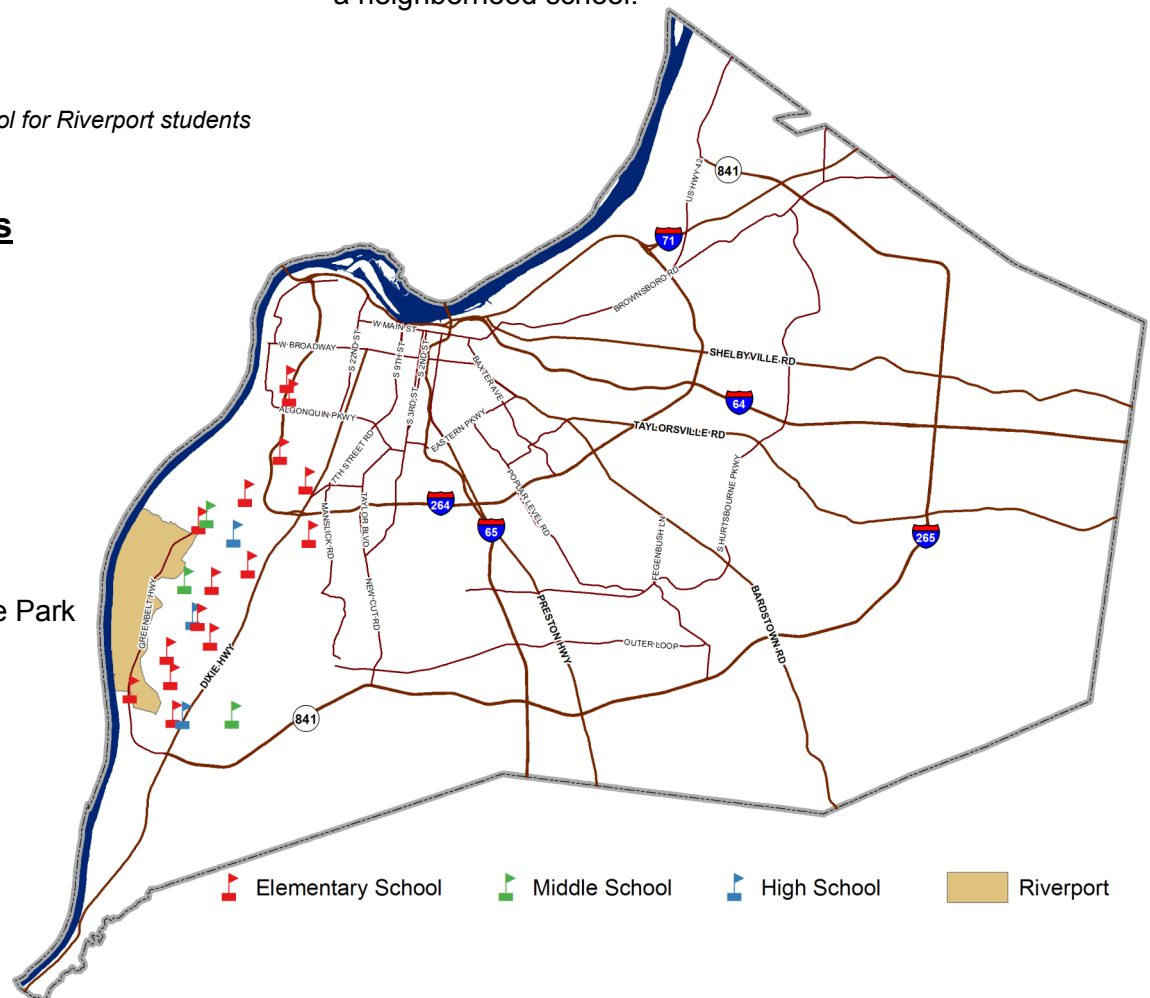 a neighborhood school.
ol for Riverport students
s
e Park
US HWY 42
841
71
BROWNSBORO RD
W MAIN ST
W BROADWAY
S 22ND ST
S 9TH ST
S 2ND ST
BAXTER AVE
SHELBYVILLE RD
64
ALGONQUIN PKWY
S 3RD ST
EASTERN PKWY
TAYLORSVILLE RD
7TH STREET RD
POPLAR LEVEL RD
S HURTSBOURNE PKWY
MANSLICK RD
TAYLOR BLVD
264
65
265
FEGENBUSH LN
GREENBELT HWY
NEW CUT RD
PRESTON HWY
BARDSTOWN RD
OUTER LOOP
DIXIE HWY
841
Elementary School
Middle School
High School
Riverport